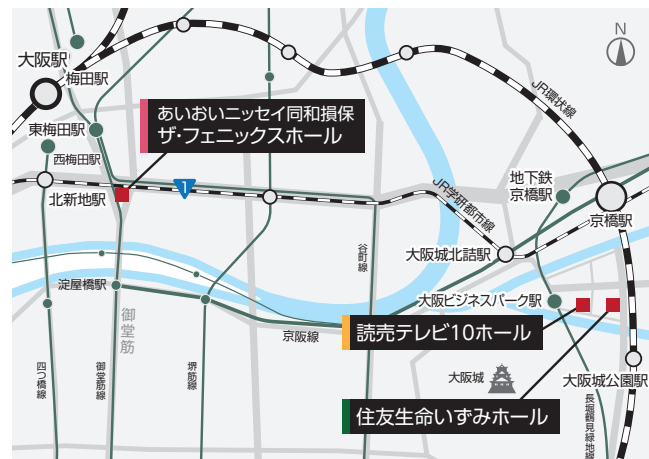 N
大阪駅
梅田駅
JR環状線
あいおいニッセイ同和損保
ザ・フェニックスホール
東梅田駅
西梅田駅
1
北新地駅
地下鉄
京橋駅
京橋駅
JR学研都市線
谷町線
大阪城北詰駅
淀屋橋駅
御堂筋
大阪ビジネスパーク駅
京阪線
読売テレビ10ホール
四つ橋線
御堂筋線
堺筋線
大阪城
大阪城公園駅
住友生命いずみホール
長堀鶴見緑地線